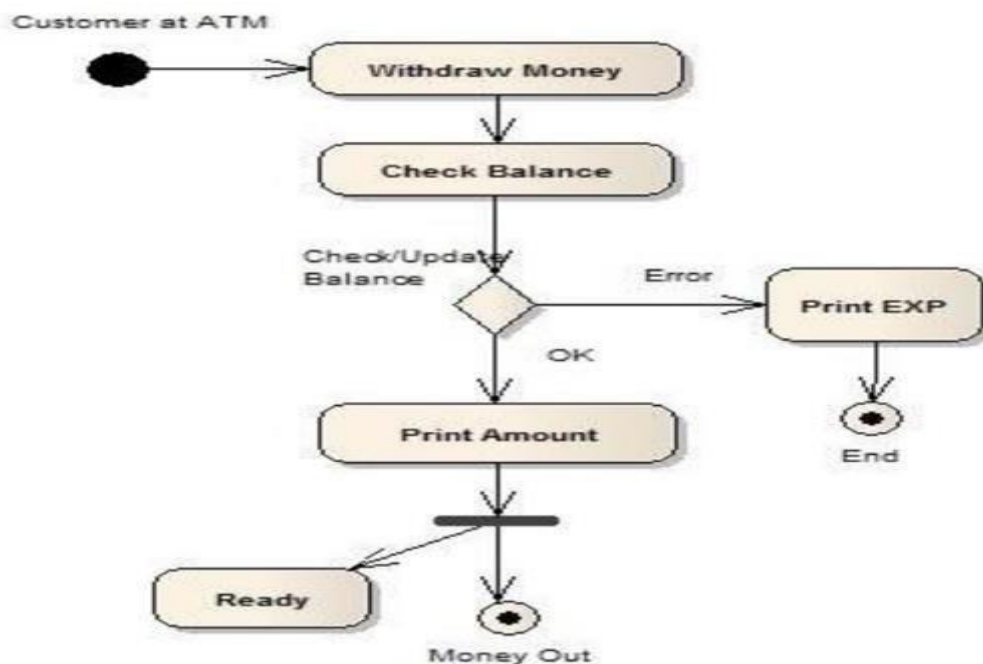 Customer at ATM
Withdraw Money
Check Balance
Check/Update
Balance
Error
Print EXP
OK
Print Amount
End
Ready
Money Out